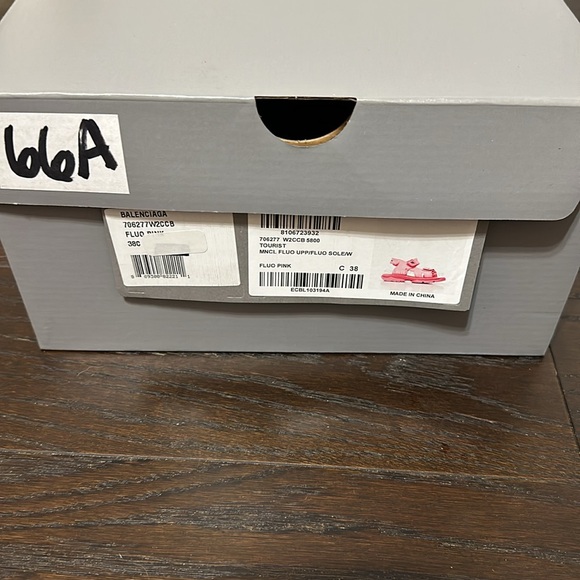 66A
BALENCIAGA
706277W2CCB
FLUO PINK
38C
8106723932
706277 W2CCB 5800
TOURIST
MNCL FLUO UPP/FLUO SOLE/W
FLUO PINK C 38
ECBL103194A
MADE IN CHINA